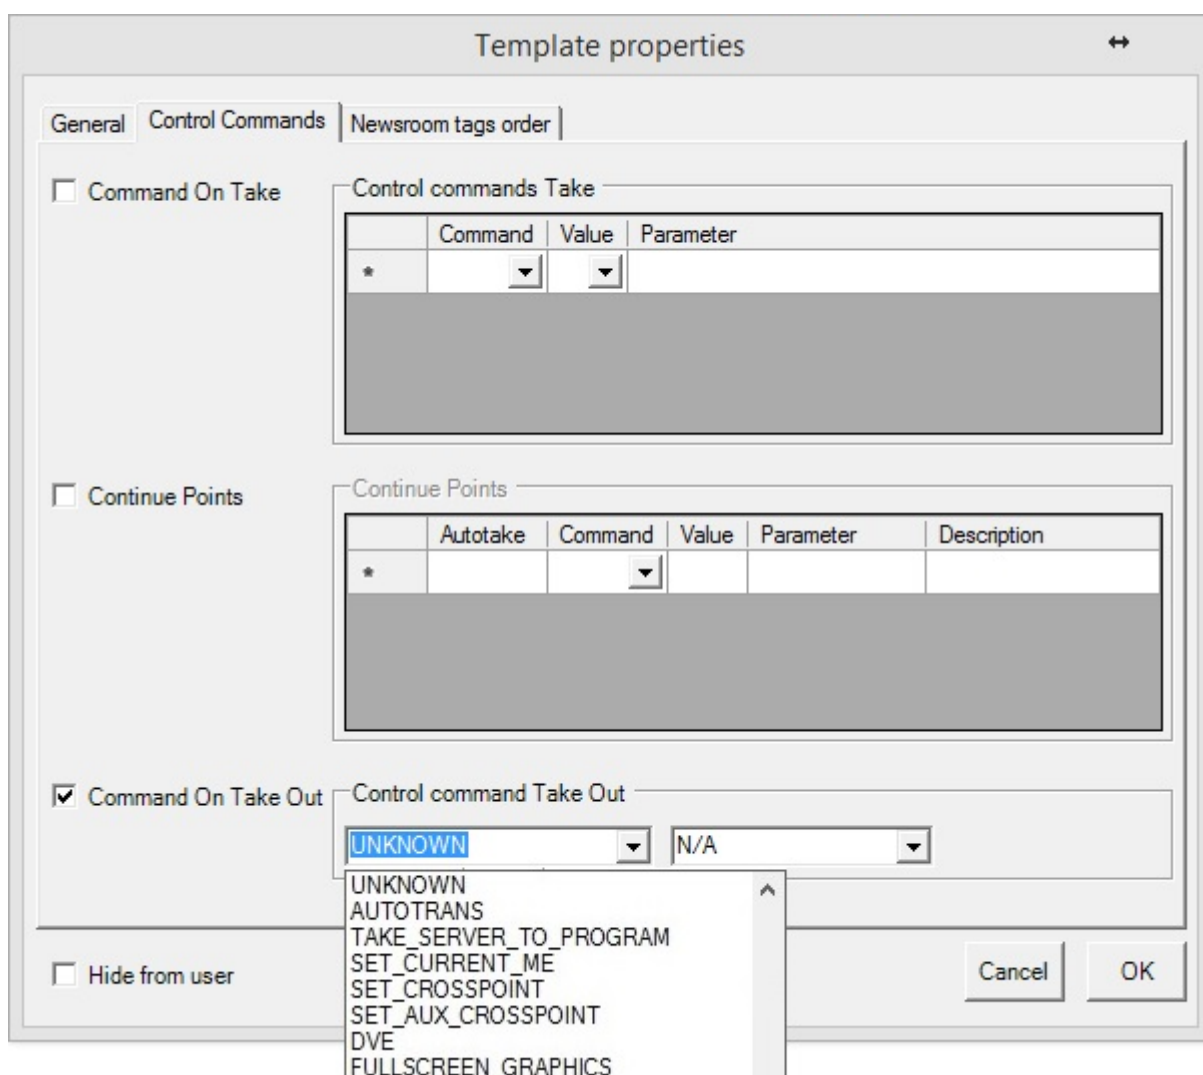 Template properties
General Control Commands Newsroom tags order
Command On Take
Control commands Take
Command Value Parameter
*
Continue Points
Continue Points
Autotake Command Value Parameter Description
*
Command On Take Out
Control command Take Out
UNKNOWN N/A
UNKNOWN
AUTOTRANS
TAKE_SERVER_TO_PROGRAM
SET_CURRENT_ME
SET_CROSSPOINT
SET_AUX_CROSSPOINT
DVE
FULLSCREEN_GRAPHICS
Hide from user
Cancel OK